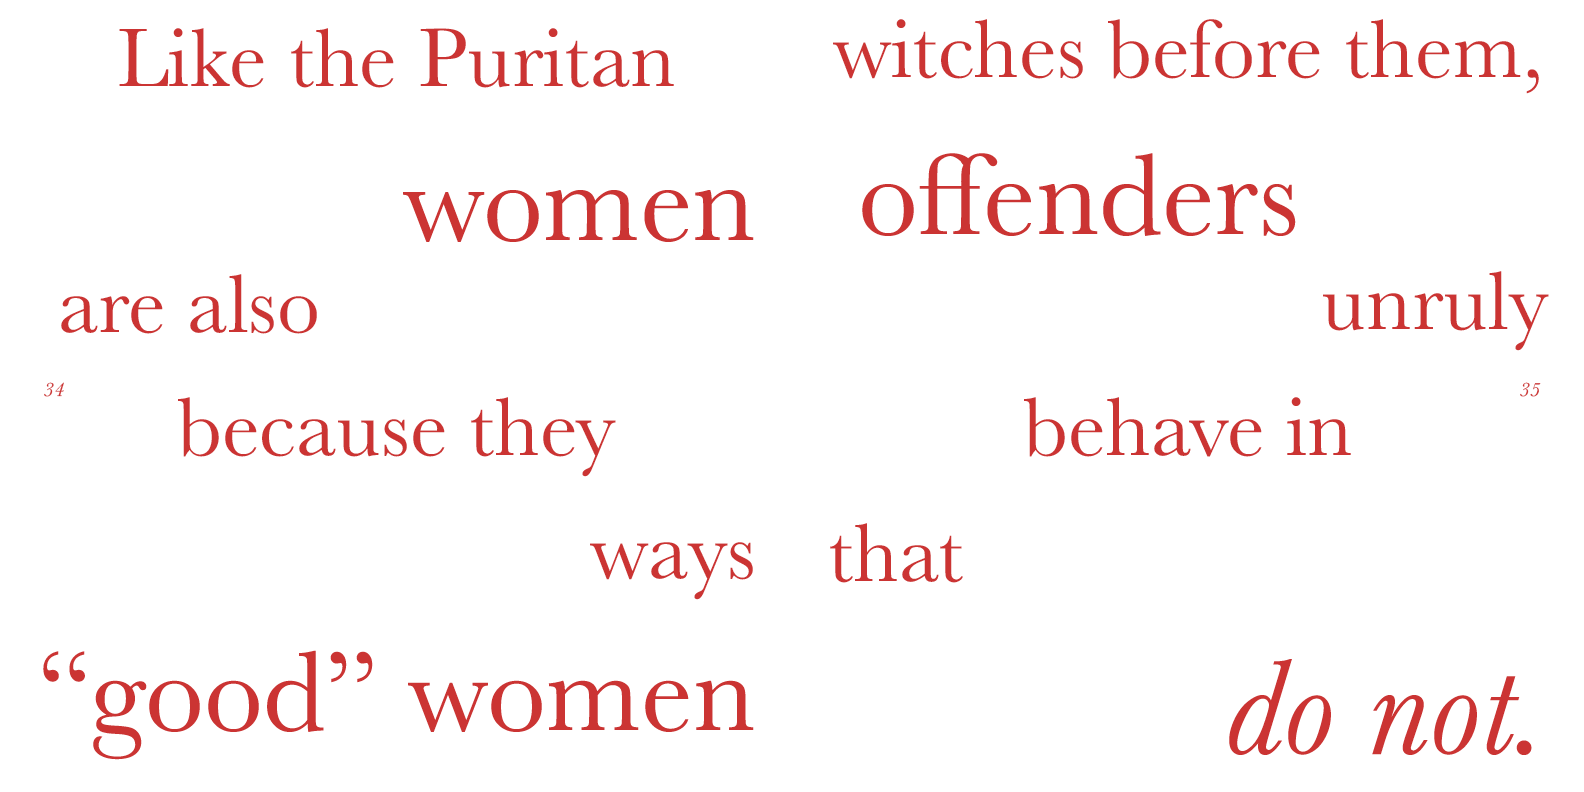 Like the Puritan witches before them,
women offenders
are also unruly
34 35
because they behave in
ways that
“good” women do not.